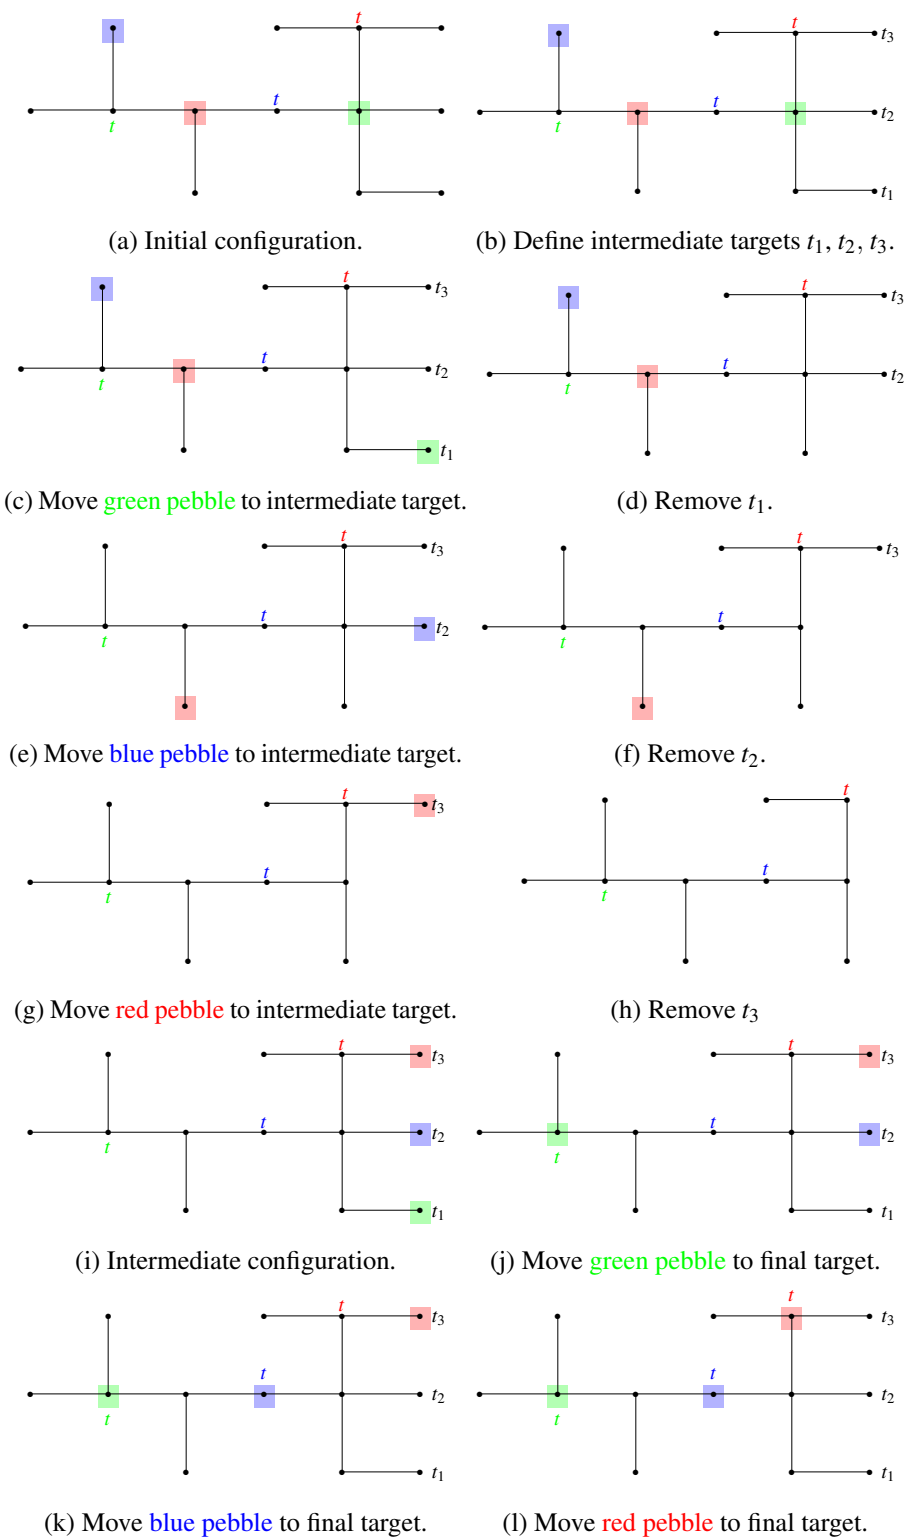 t
t
t
(a) Initial configuration.
t
t3
t
t2
t
t1
(b) Define intermediate targets t1, t2, t3.
t
t3
t
t2
t
t1
(c) Move green pebble to intermediate target.
t
t3
t
t2
t
(d) Remove t1.
t
t3
t
t2
t
(e) Move blue pebble to intermediate target.
t
t3
t
t
(f) Remove t2.
t
t3
t
t
(g) Move red pebble to intermediate target.
t
t
t
(h) Remove t3
t
t3
t
t2
t
t1
(i) Intermediate configuration.
t
t3
t
t2
t
t1
(j) Move green pebble to final target.
t
t3
t
t2
t
t1
(k) Move blue pebble to final target.
t
t3
t
t2
t
t1
(l) Move red pebble to final target.